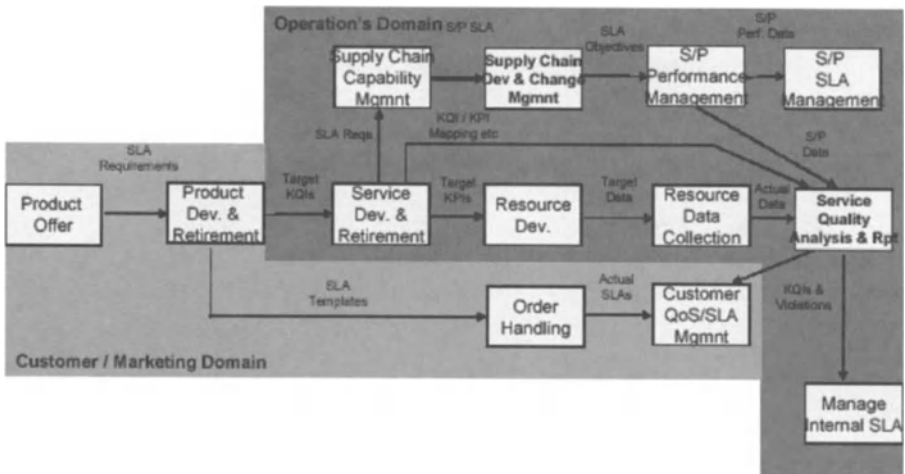 Operation's Domain S/P SLA
SLA
Objectives
S/P
Perf. Data
Supply Chain
Capability
Mgmnt
Supply Chain
Dev & Change
Mgmnt
S/P
Performance
Management
S/P
SLA
Management
SLA Reqs
KQI / KPI
Mapping etc
S/P
Data
SLA
Requirements
Product
Offer
Product
Dev. &
Retirement
Target
KQIs
Service
Dev. &
Retirement
Target
KPIs
Resource
Dev.
Target
Data
Resource
Data
Collection
Actual
Data
Service
Quality
Analysis & Rpt
SLA
Templates
Order
Handling
Actual
SLAs
Customer
QoS/SLA
Mgmnt
KQIs &
Violations
Customer / Marketing Domain
Manage
Internal SLA